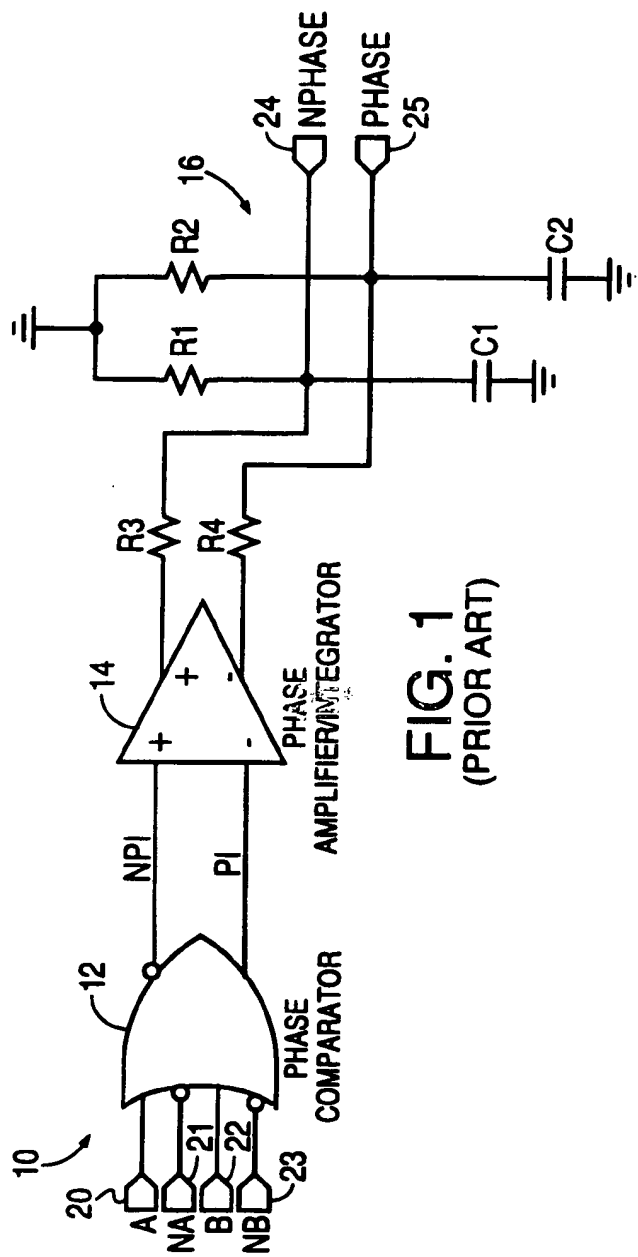 10
20
A
NA
21
B
22
NB
23
12
PHASE
COMPARATOR
NPI
PI
14
+
-
+
-
PHASE
AMPLIFIER/INTEGRATOR
R3
R4
R1
R2
16
C1
C2
24
NPHASE
PHASE
25
FIG. 1
(PRIOR ART)